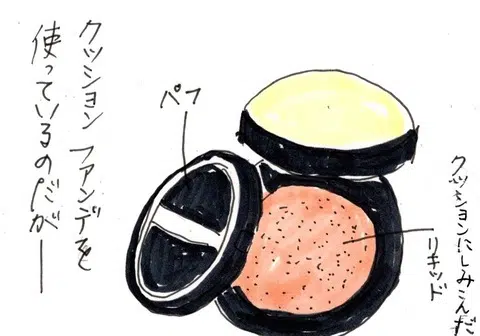 クッション ファンデを
使っているのだがー
パフ
クッションにしみこんだ
リキッド